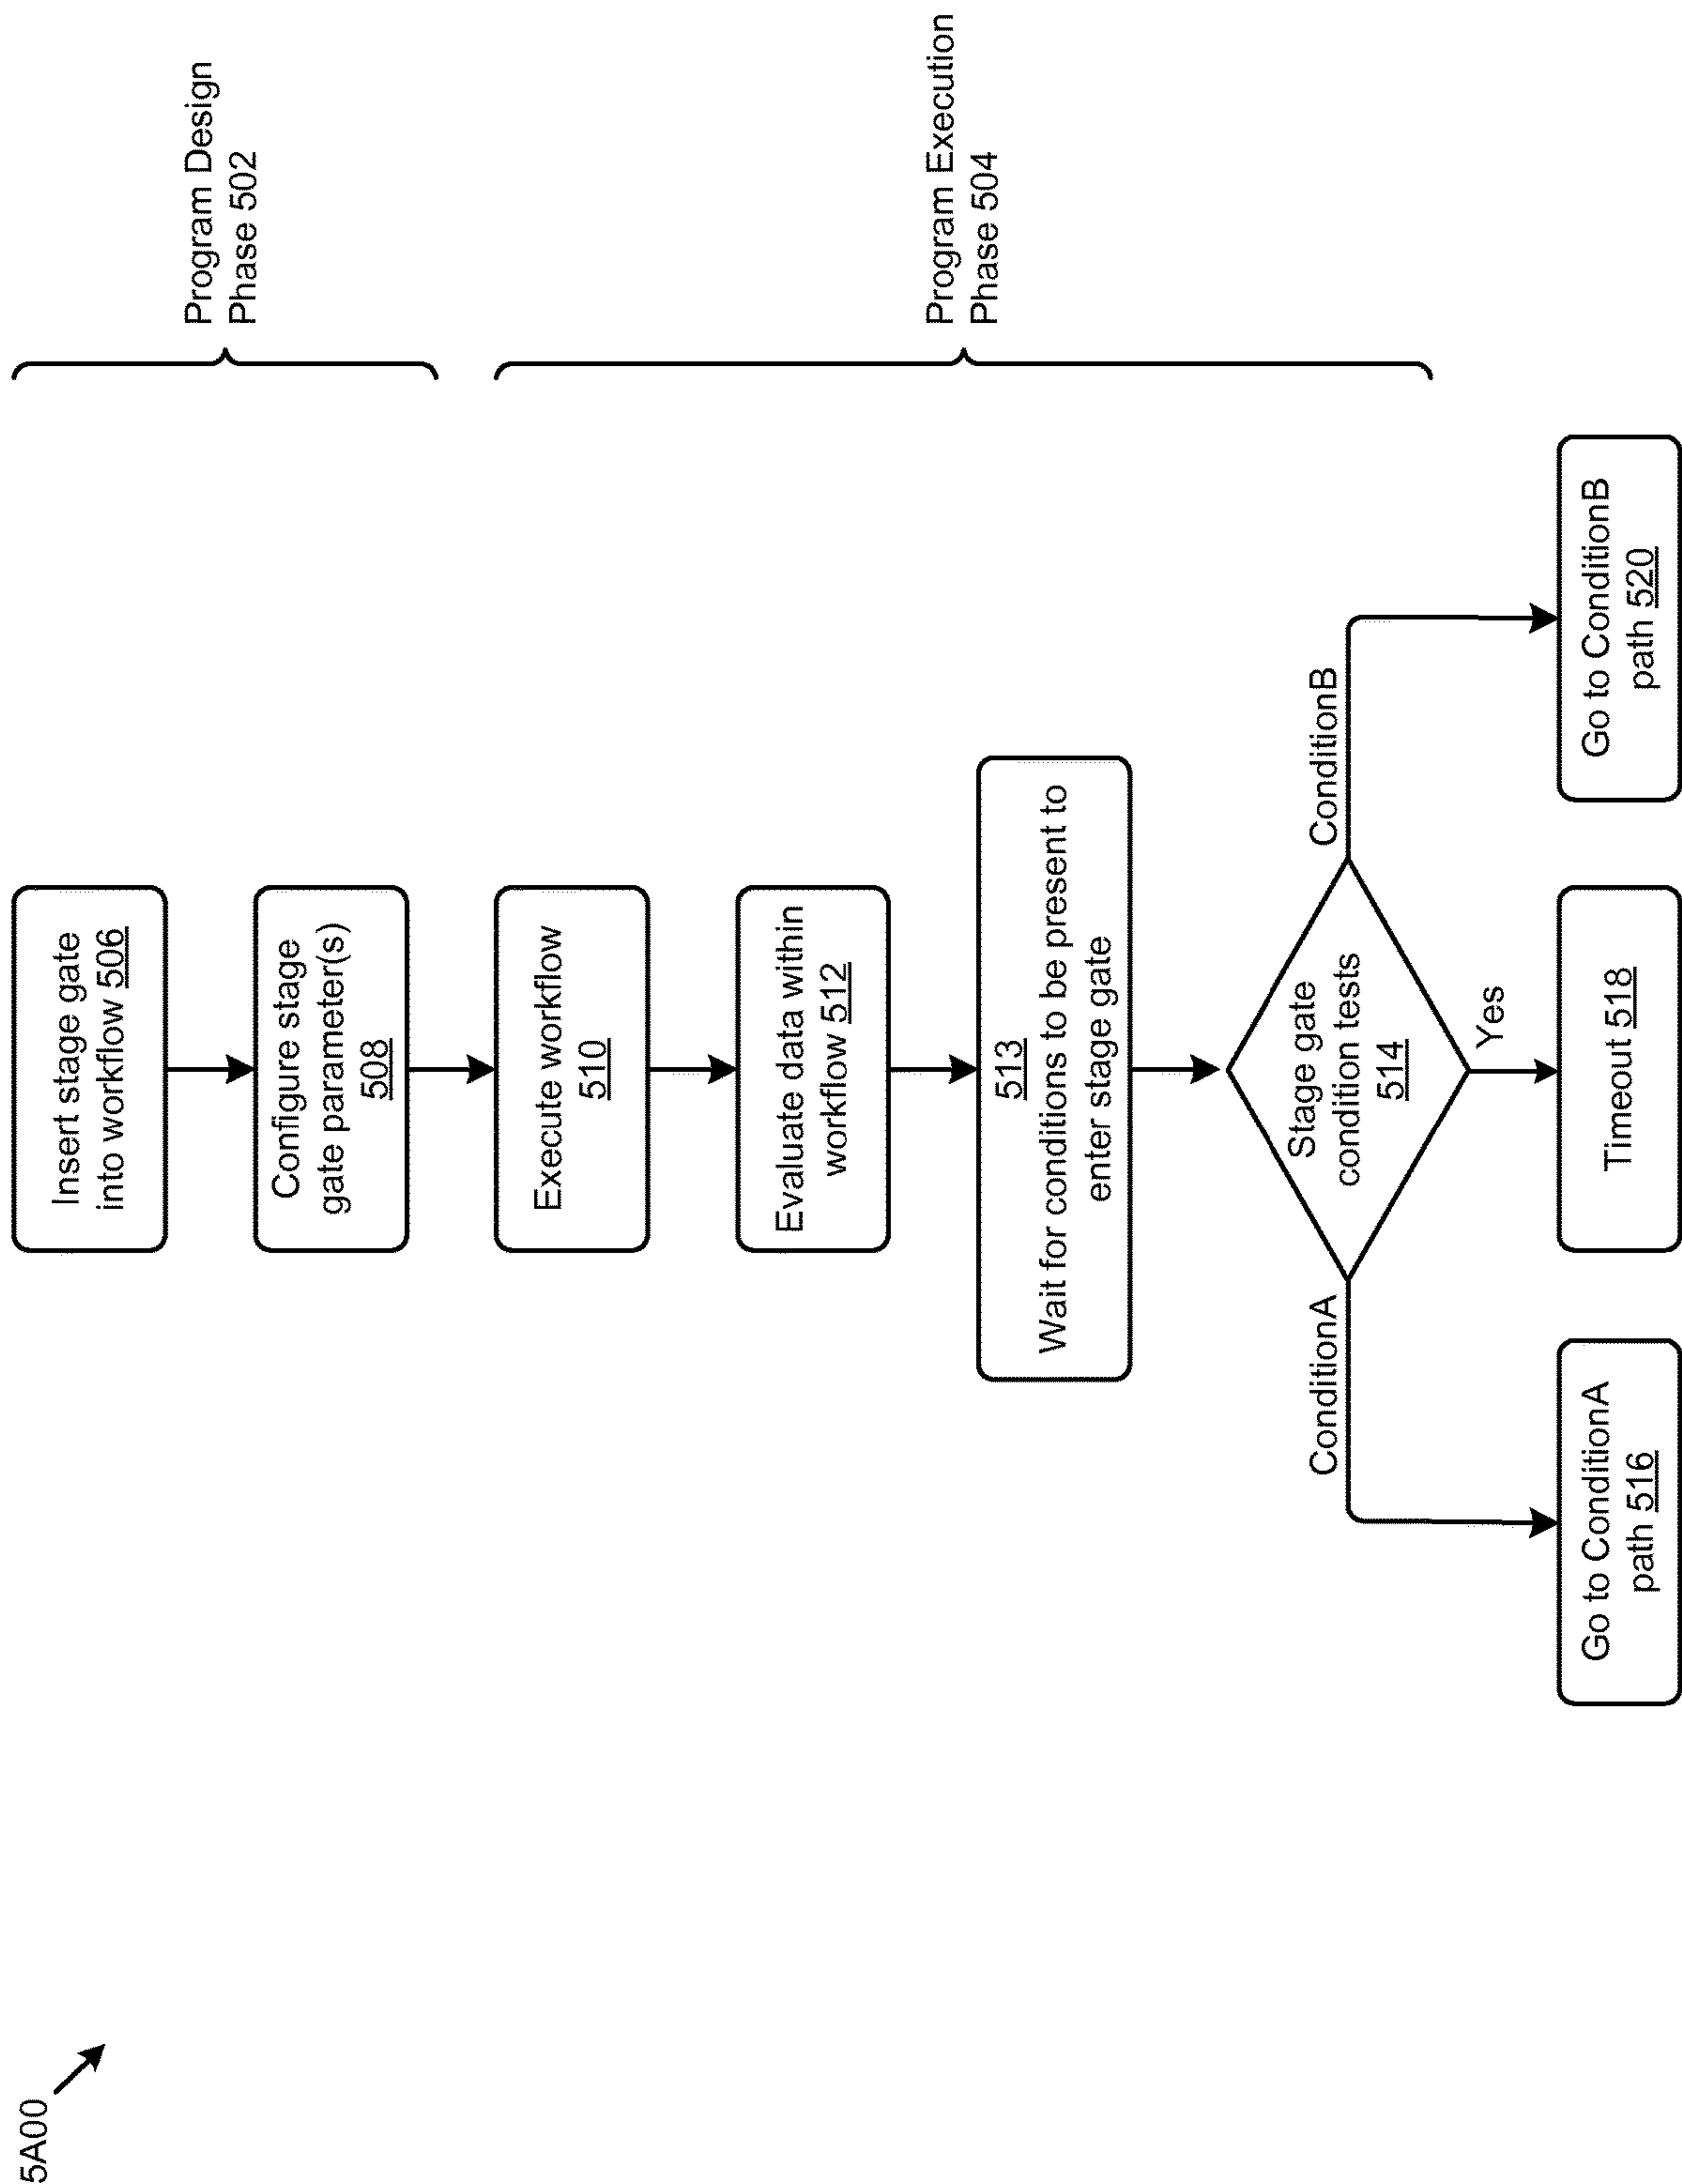 5A00
Insert stage gate
into workflow 506
Configure stage
gate parameter(s)
508
Program Design
Phase 502
Execute workflow
510
Evaluate data within
workflow 512
513
Wait for conditions to be present to
enter stage gate
Program Execution
Phase 504
Stage gate
condition tests
514
ConditionA
ConditionB
Yes
Go to ConditionA
path 516
Timeout 518
Go to ConditionB
path 520